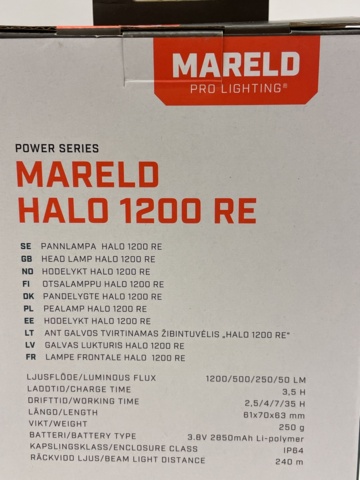 MARELD
PRO LIGHTING®
POWER SERIES
MARELD
HALO 1200 RE
SE PANNLAMPA HALO 1200 RE
GB HEAD LAMP HALO 1200 RE
NO HODELYKT HALO 1200 RE
FI OTSALAMPPU HALO 1200 RE
DK PANDELYGTE HALO 1200 RE
PL PEALAMP HALO 1200 RE
EE HODELYKT HALO 1200 RE
LT ANT GALVOS TVIRTINAMAS ŽIBINTUVĖLIS „HALO 1200 RE“
LV GALVAS LUKTURIS HALO 1200 RE
FR LAMPE FRONTALE HALO 1200 RE
LJUSFLÖDE/LUMINOUS FLUX 1200/500/250/50 LM
LADDTID/CHARGE TIME 3,5 H
DRIFTTID/WORKING TIME 2,5/4/7/35 H
LÄNGD/LENGTH 61x70x63 mm
VIKT/WEIGHT 250 g
BATTERI/BATTERY TYPE 3.8V 2850mAh Li-polymer
KAPSLINGSKLASS/ENCLOSURE CLASS IP64
RÄCKVIDD LJUS/BEAM LIGHT DISTANCE 240 m